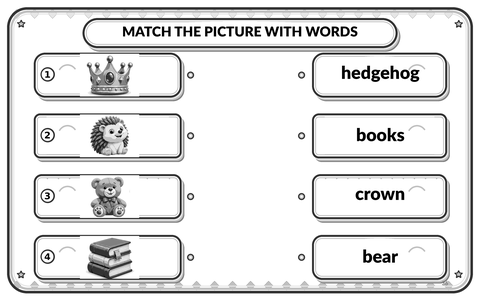 MATCH THE PICTURE WITH WORDS
1 hedgehog
2 books
3 crown
4 bear